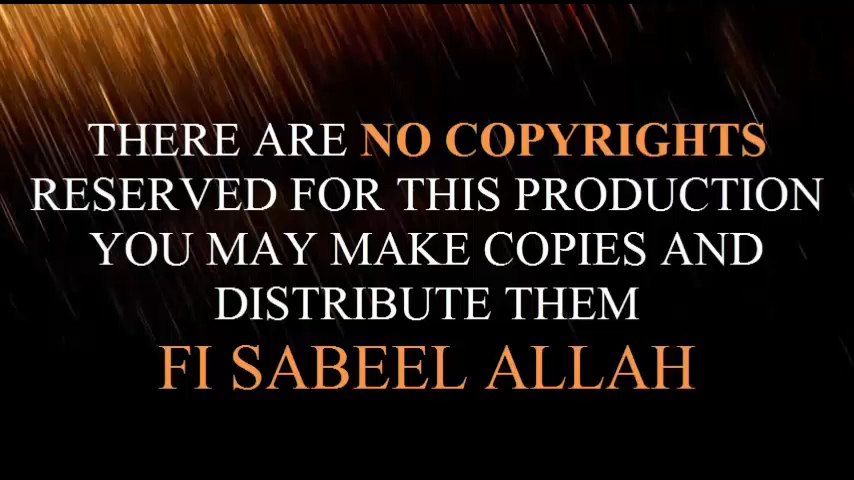 THERE ARE NO COPYRIGHTS
RESERVED FOR THIS PRODUCTION
YOU MAY MAKE COPIES AND
DISTRIBUTE THEM
FI SABEEL ALLAH